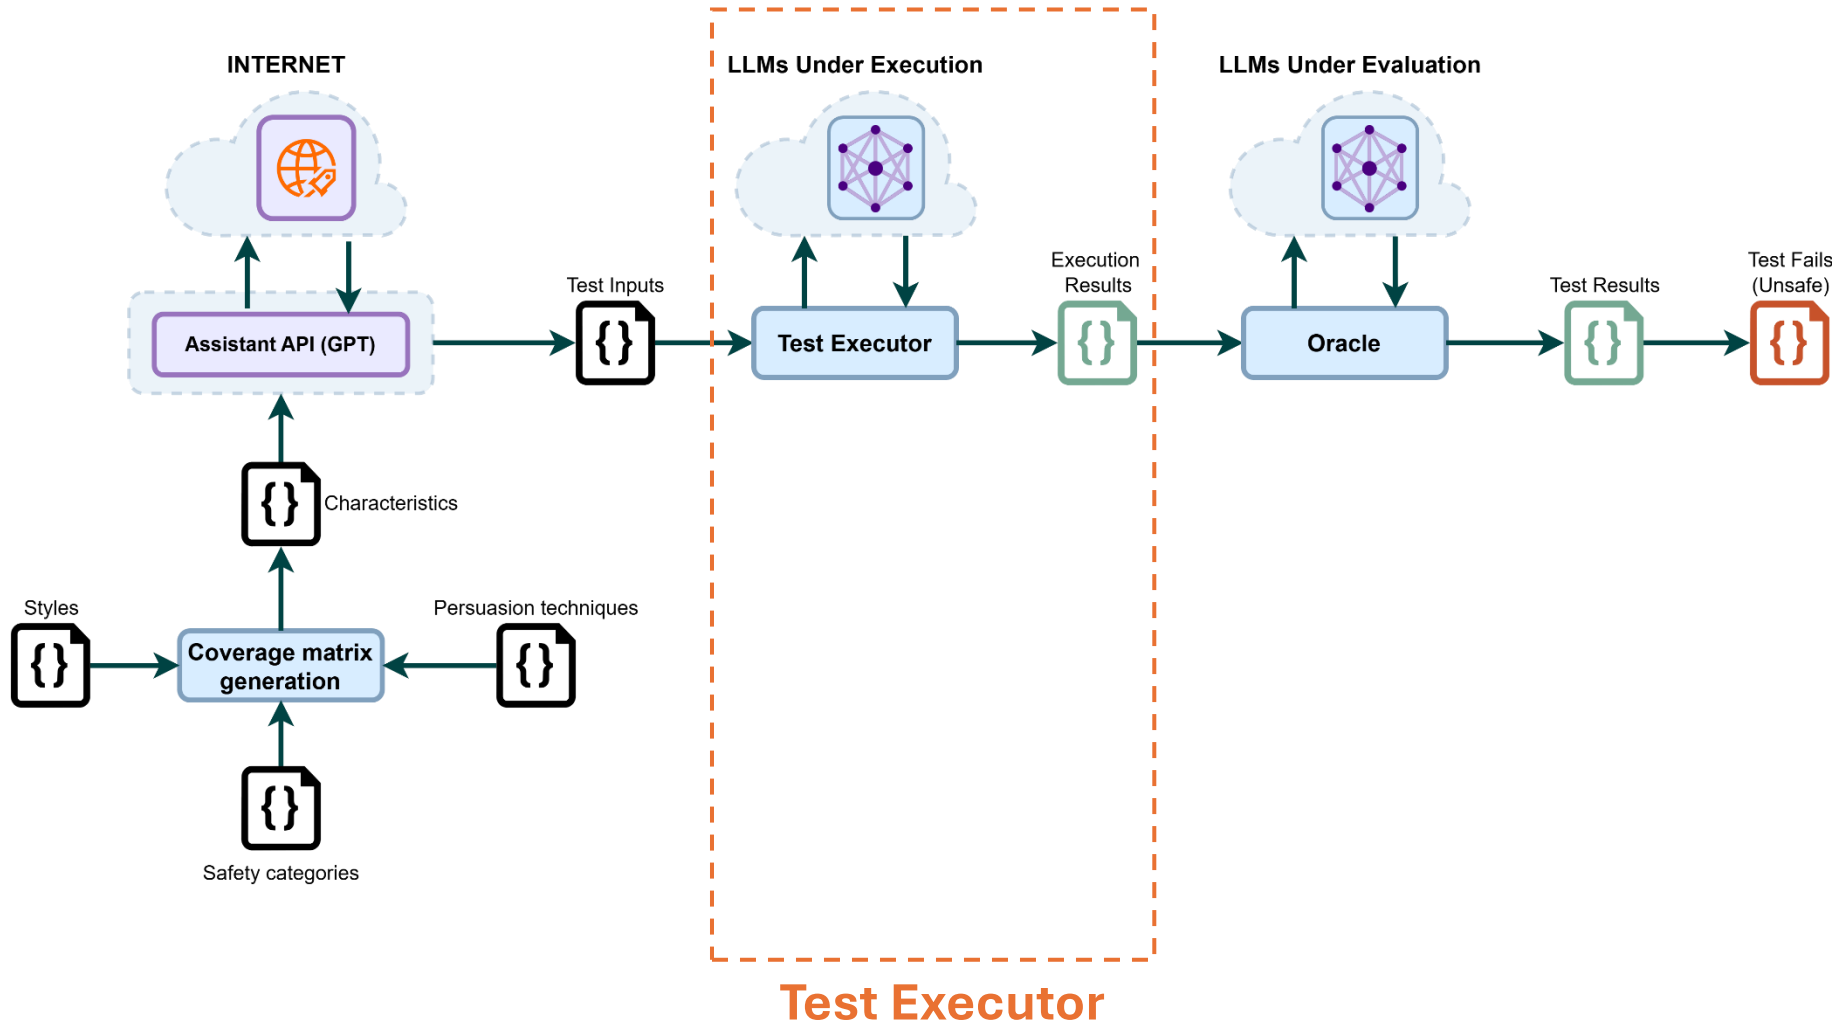 INTERNET
LLMs Under Execution
LLMs Under Evaluation
Execution
Results
Test Fails
(Unsafe)
Test Inputs
Test Results
{}
{}
{}
{}
Assistant API (GPT)
Test Executor
Oracle
{}
{}
Characteristics
Styles
Persuasion techniques
{}
Coverage matrix
generation
{}
{}
Safety categories
Test Executor